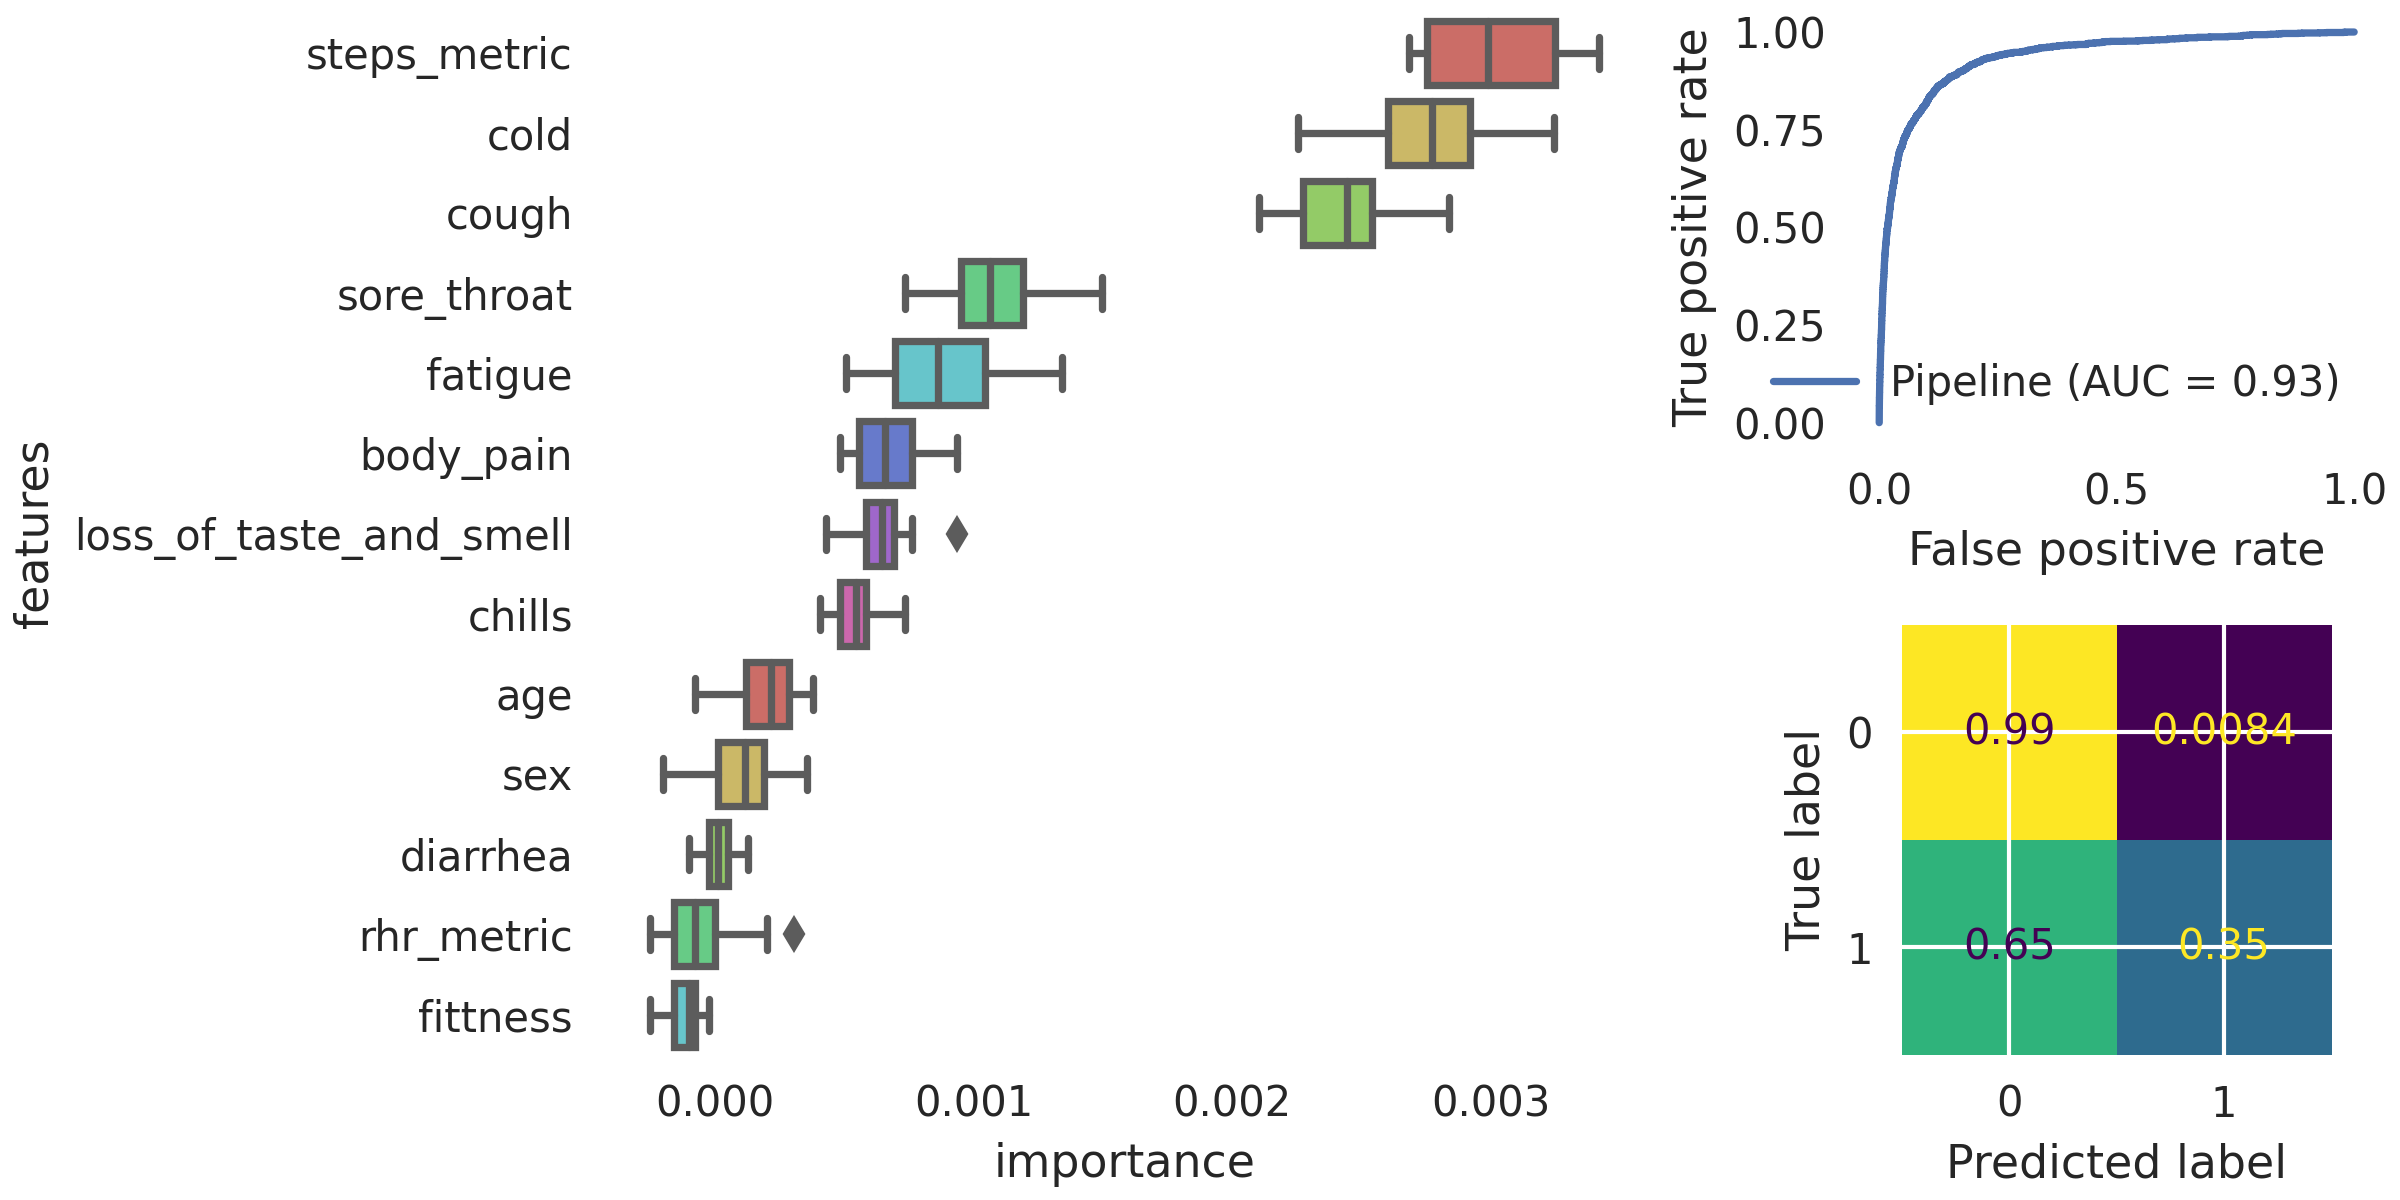 features
steps_metric
cold
cough
sore_throat
fatigue
body_pain
loss_of_taste_and_smell
chills
age
sex
diarrhea
rhr_metric
fittness
0.000 0.001 0.002 0.003
importance
True positive rate
1.00
0.75
0.50
0.25
0.00
Pipeline (AUC = 0.93)
0.0 0.5 1.0
False positive rate
True label
0
1
0.99 0.0084
0.65 0.35
0 1
Predicted label